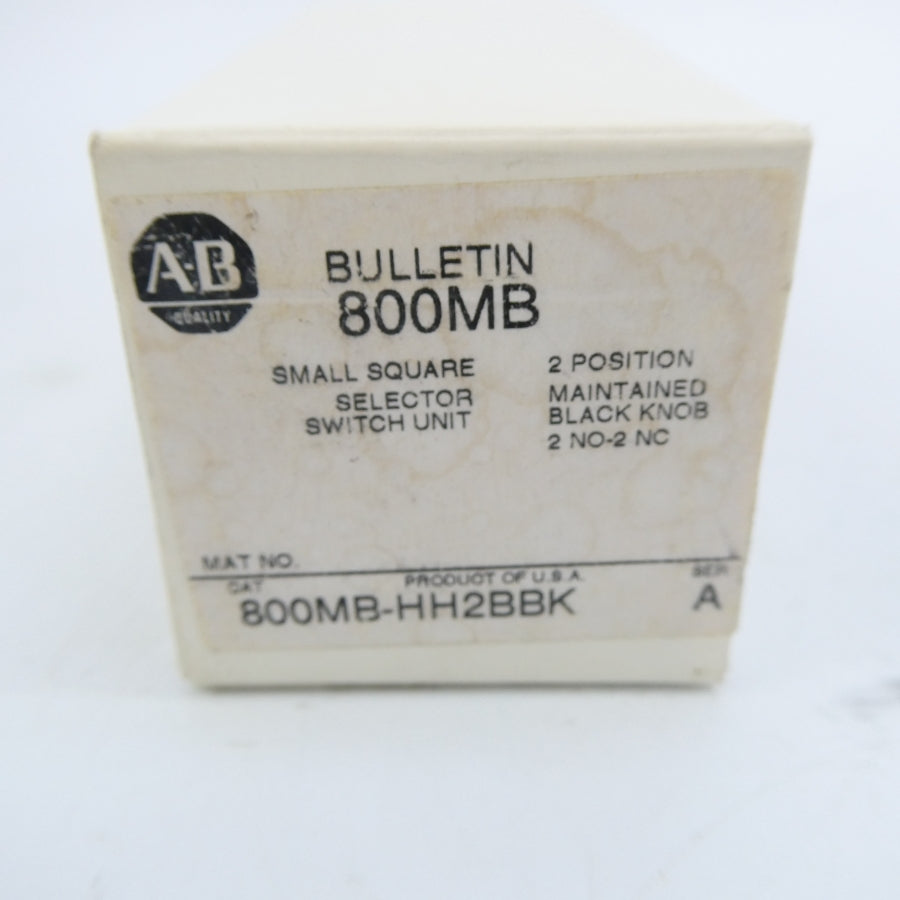 A-B
QUALITY
BULLETIN
800MB
SMALL SQUARE
SELECTOR
SWITCH UNIT
2 POSITION
MAINTAINED
BLACK KNOB
2 NO-2 NC
MAT NO.
CAT
PRODUCT OF U.S.A.
SER
800MB-HH2BBK
A